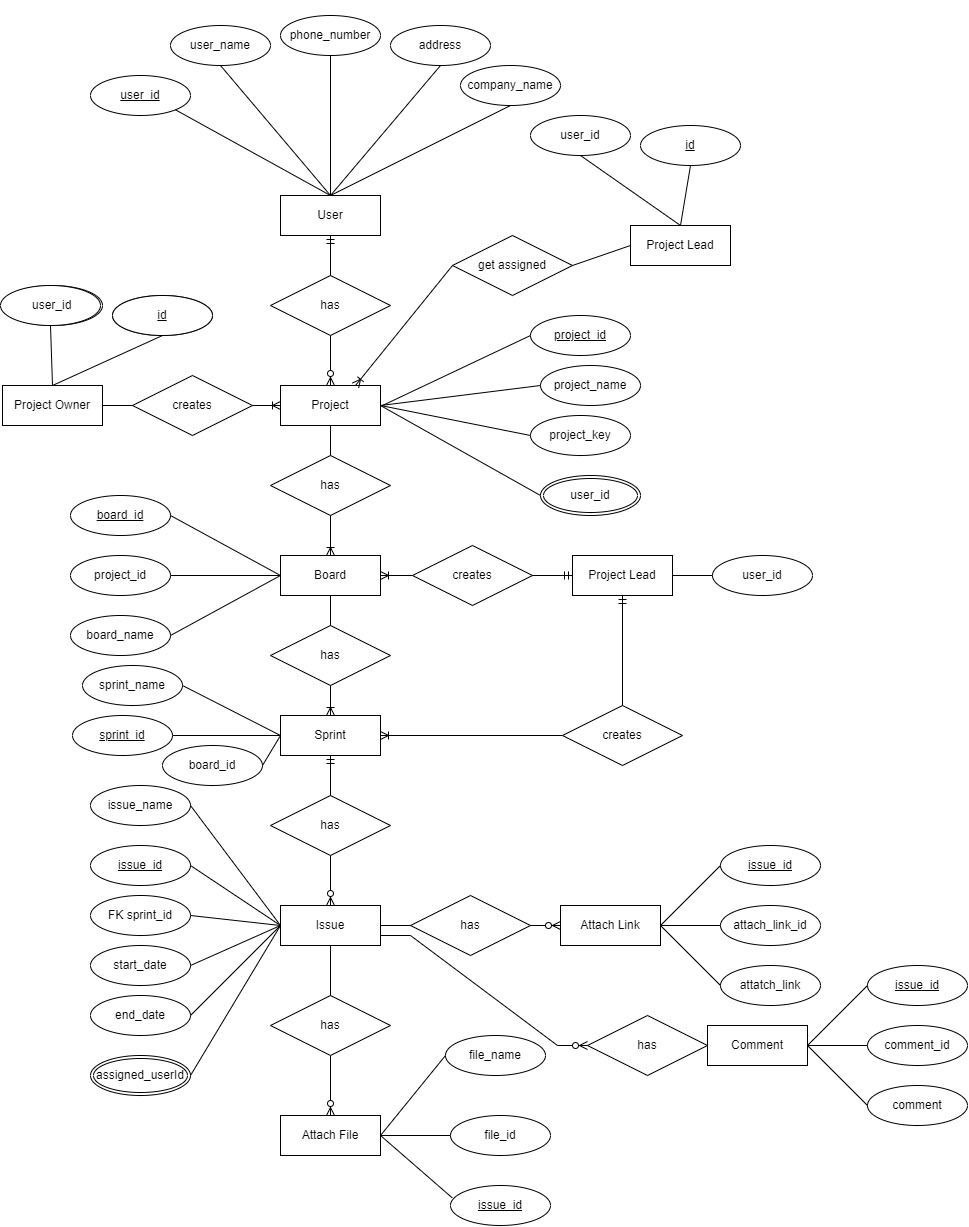 phone_number
user_name
address
company_name
user_id
user_id
id
User
Project Lead
get assigned
has
user_id
id
project_id
project_name
Project Owner
creates
Project
project_key
has
user_id
board_id
project_id
Board
creates
Project Lead
user_id
board_name
has
sprint_name
sprint_id
Sprint
creates
board_id
issue_name
has
issue_id
issue_id
FK sprint_id
Issue
has
Attach Link
attach_link_id
start_date
attatch_link
issue_id
end_date
has
has
Comment
comment_id
file_name
assigned_userId
comment
Attach File
file_id
issue_id